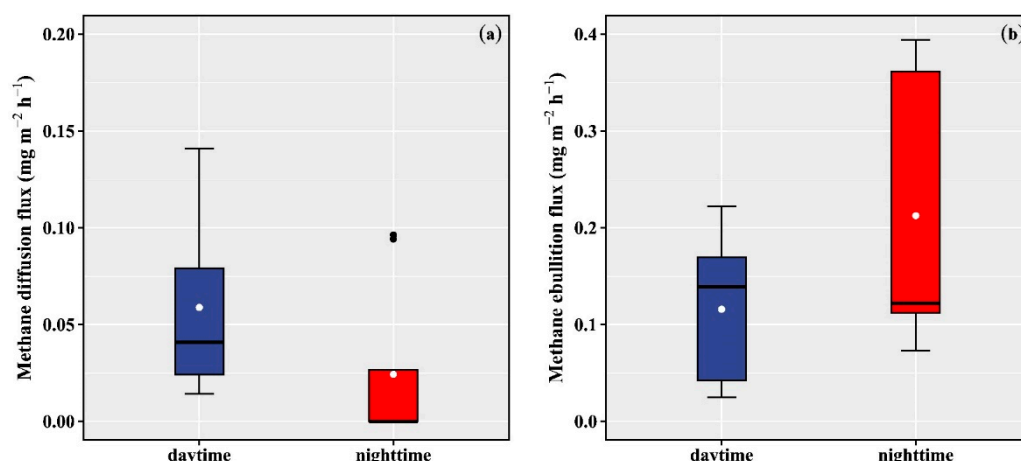 (a)
Methane diffusion flux (mg m⁻² h⁻¹)
0.20
0.15
0.10
0.05
0.00
daytime nighttime
(b)
Methane ebullition flux (mg m⁻² h⁻¹)
0.4
0.3
0.2
0.1
0.0
daytime nighttime